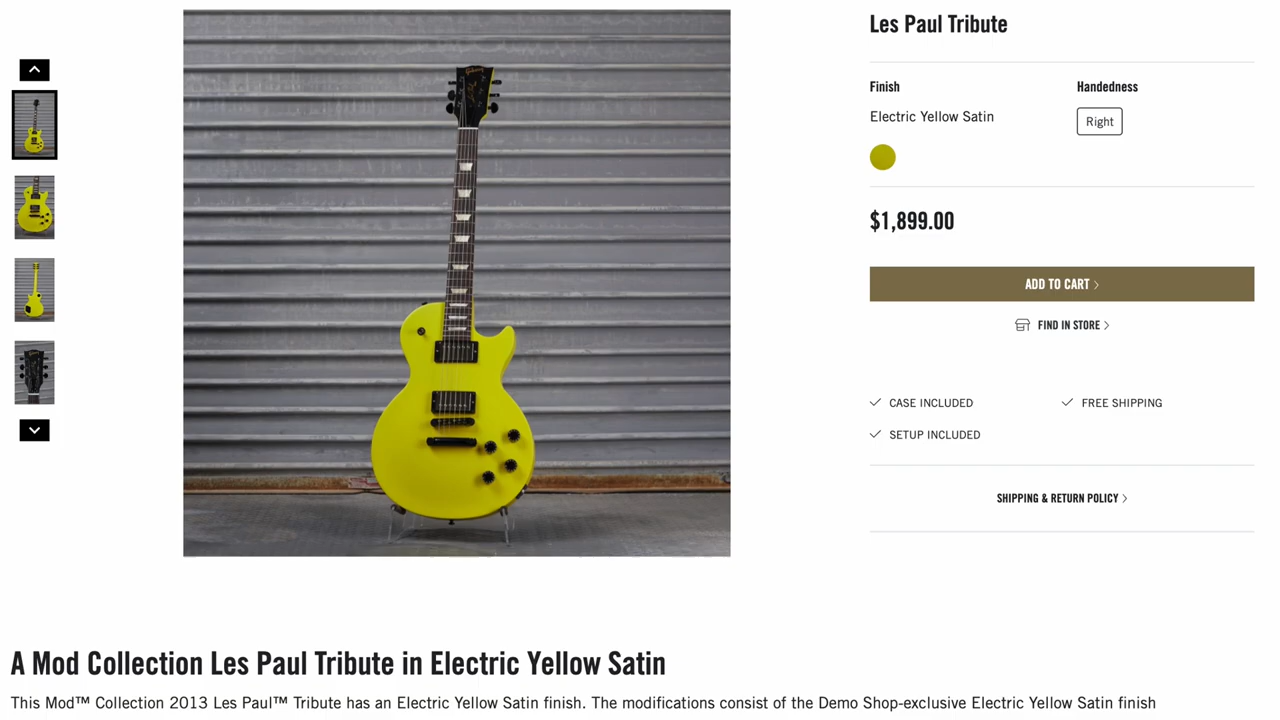 Les Paul Tribute
Finish
Handedness
Electric Yellow Satin
Right
$1,899.00
ADD TO CART
FIND IN STORE
CASE INCLUDED
FREE SHIPPING
SETUP INCLUDED
SHIPPING & RETURN POLICY
Gibson
A Mod Collection Les Paul Tribute in Electric Yellow Satin
This Mod™ Collection 2013 Les Paul™ Tribute has an Electric Yellow Satin finish. The modifications consist of the Demo Shop-exclusive Electric Yellow Satin finish